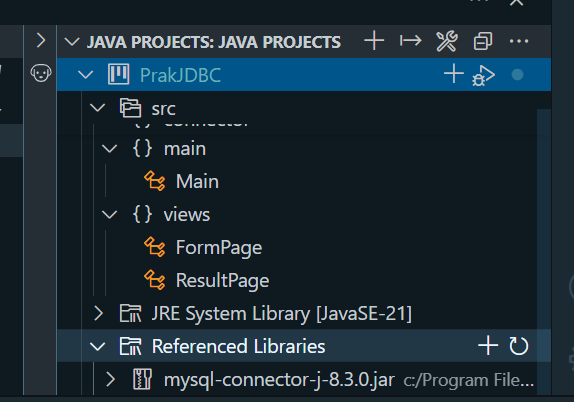 JAVA PROJECTS: JAVA PROJECTS
PrakJDBC
src
connector
{ } main
Main
{ } views
FormPage
ResultPage
JRE System Library [JavaSE-21]
Referenced Libraries
mysql-connector-j-8.3.0.jar c:/Program File...